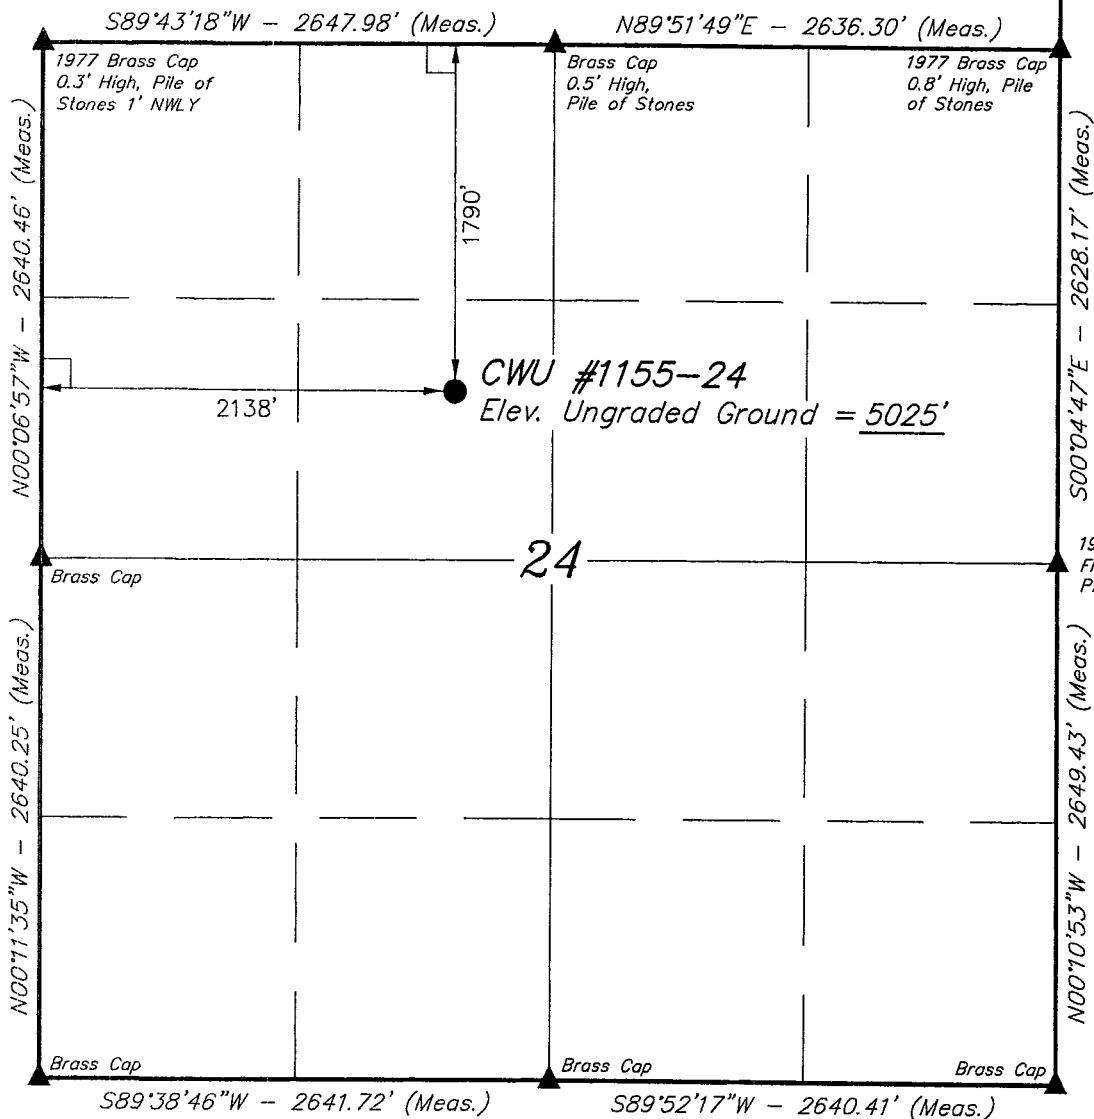 S89°43'18"W - 2647.98' (Meas.)
N89°51'49"E - 2636.30' (Meas.)
1977 Brass Cap
0.3' High, Pile of
Stones 1' NWLY
Brass Cap
0.5' High,
Pile of Stones
1977 Brass Cap
0.8' High, Pile
of Stones
N00°06'57"W - 2640.46' (Meas.)
1790'
S00°04'47"E - 2628.17' (Meas.)
2138'
CWU #1155-24
Elev. Ungraded Ground = 5025'
24
Brass Cap
N00°11'35"W - 2640.25' (Meas.)
N00°10'53"W - 2649.43' (Meas.)
Brass Cap
Brass Cap
Brass Cap
S89°38'46"W - 2641.72' (Meas.)
S89°52'17"W - 2640.41' (Meas.)